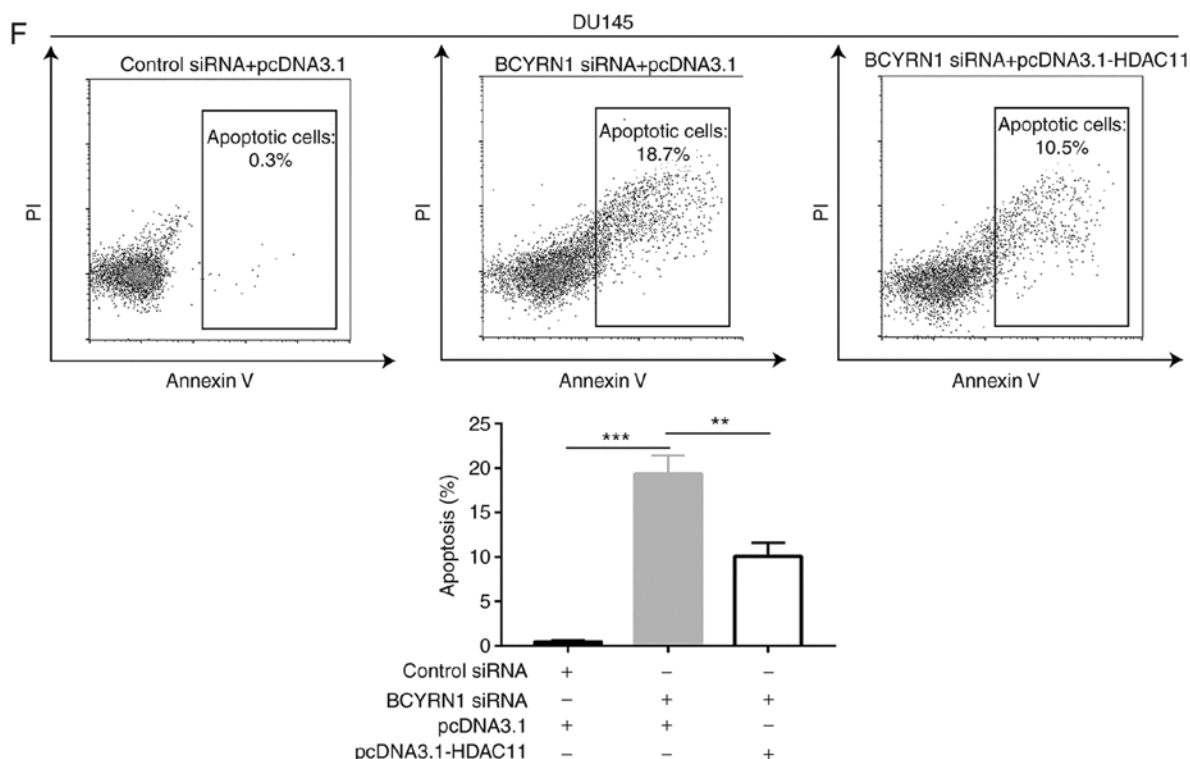 F
DU145
Control siRNA+pcDNA3.1
BCYRN1 siRNA+pcDNA3.1
BCYRN1 siRNA+pcDNA3.1-HDAC11
Apoptotic cells:
0.3%
Apoptotic cells:
18.7%
Apoptotic cells:
10.5%
PI
PI
PI
Annexin V
Annexin V
Annexin V
Apoptosis (%)
25
20
15
10
5
0
***
**
Control siRNA + – –
BCYRN1 siRNA – + +
pcDNA3.1 + + –
pcDNA3.1-HDAC11 – – +